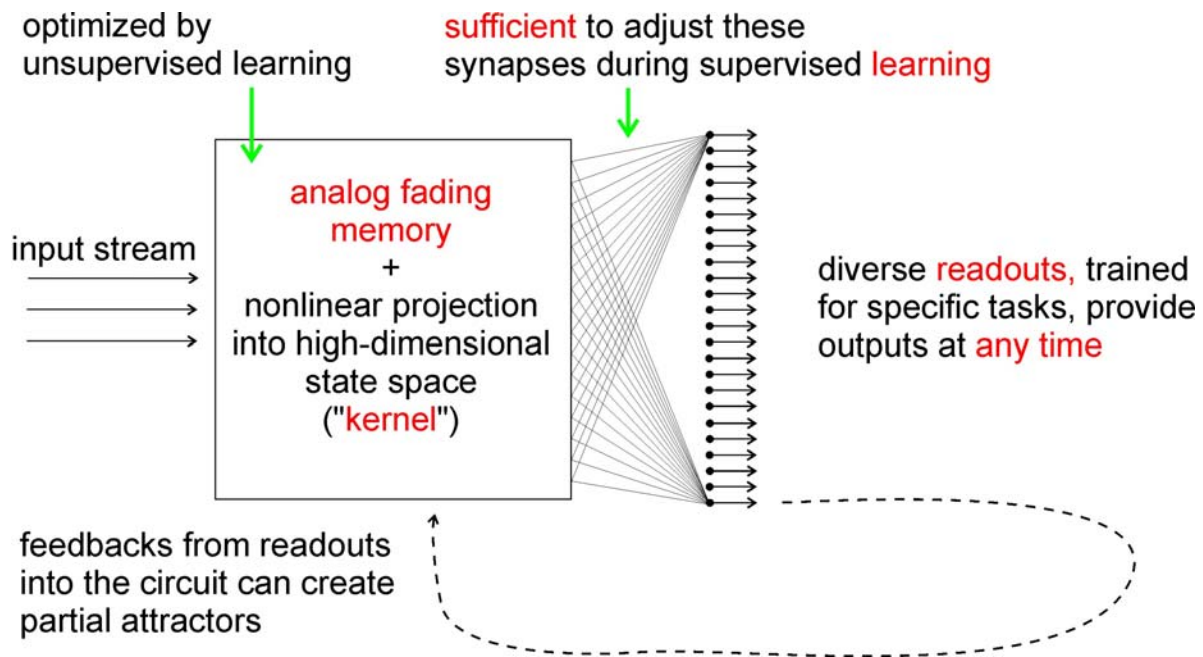 optimized by
unsupervised learning
sufficient to adjust these
synapses during supervised learning
input stream
analog fading
memory
+
nonlinear projection
into high-dimensional
state space
("kernel")
diverse readouts, trained
for specific tasks, provide
outputs at any time
feedbacks from readouts
into the circuit can create
partial attractors